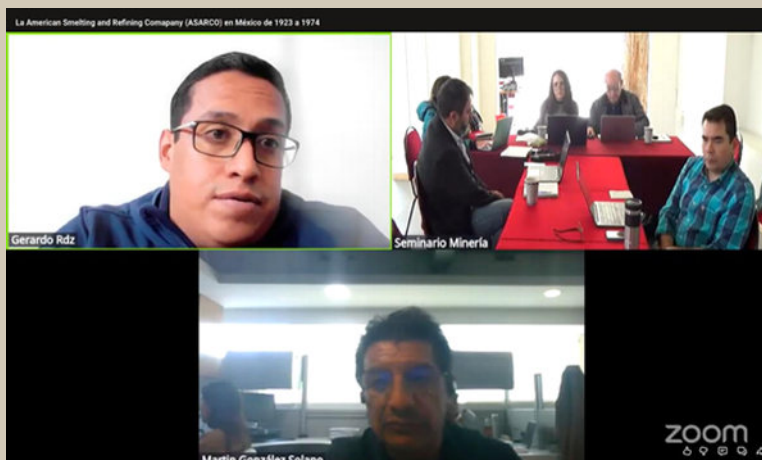 La American Smelting and Refining Comapany (ASARCO) en México de 1923 a 1974
Gerardo Rdz
Seminario Minería
Martin González Solano
zoom